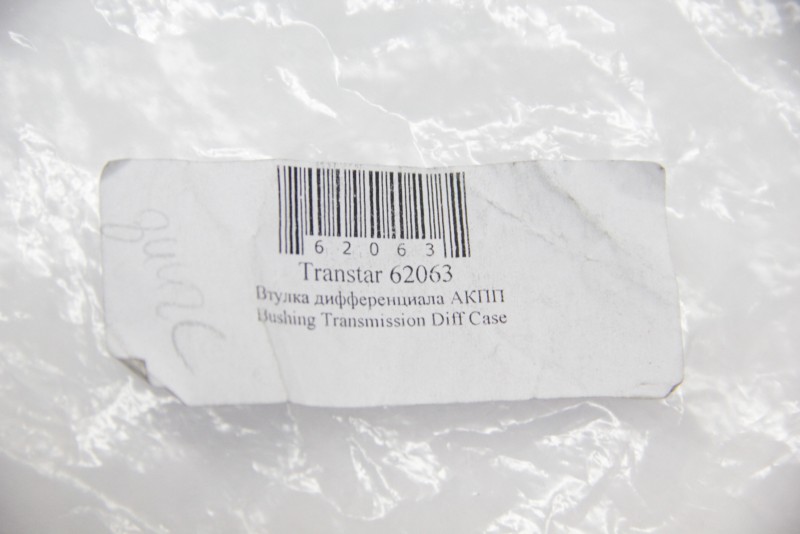 62063
Transtar 62063
Втулка дифференциала АКПП
Bushing Transmission Diff Case